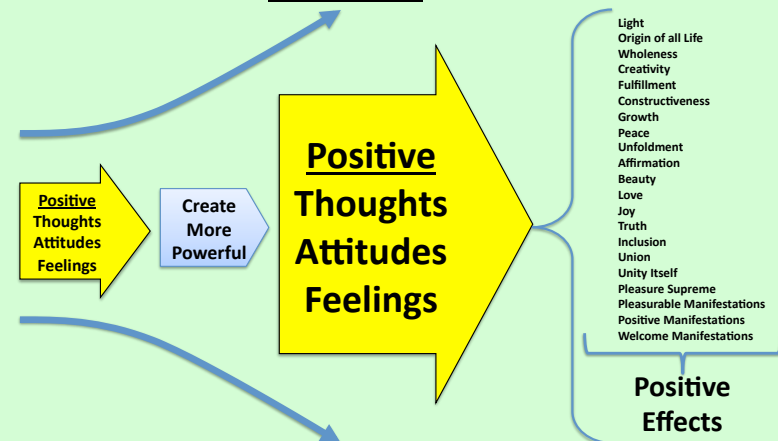 Positive
Thoughts
Attitudes
Feelings
Create
More
Powerful
Positive
Thoughts
Attitudes
Feelings
Light
Origin of all Life
Wholeness
Creativity
Fulfillment
Constructiveness
Growth
Peace
Unfoldment
Affirmation
Beauty
Love
Joy
Truth
Inclusion
Union
Unity Itself
Pleasure Supreme
Pleasurable Manifestations
Positive Manifestations
Welcome Manifestations
Positive
Effects